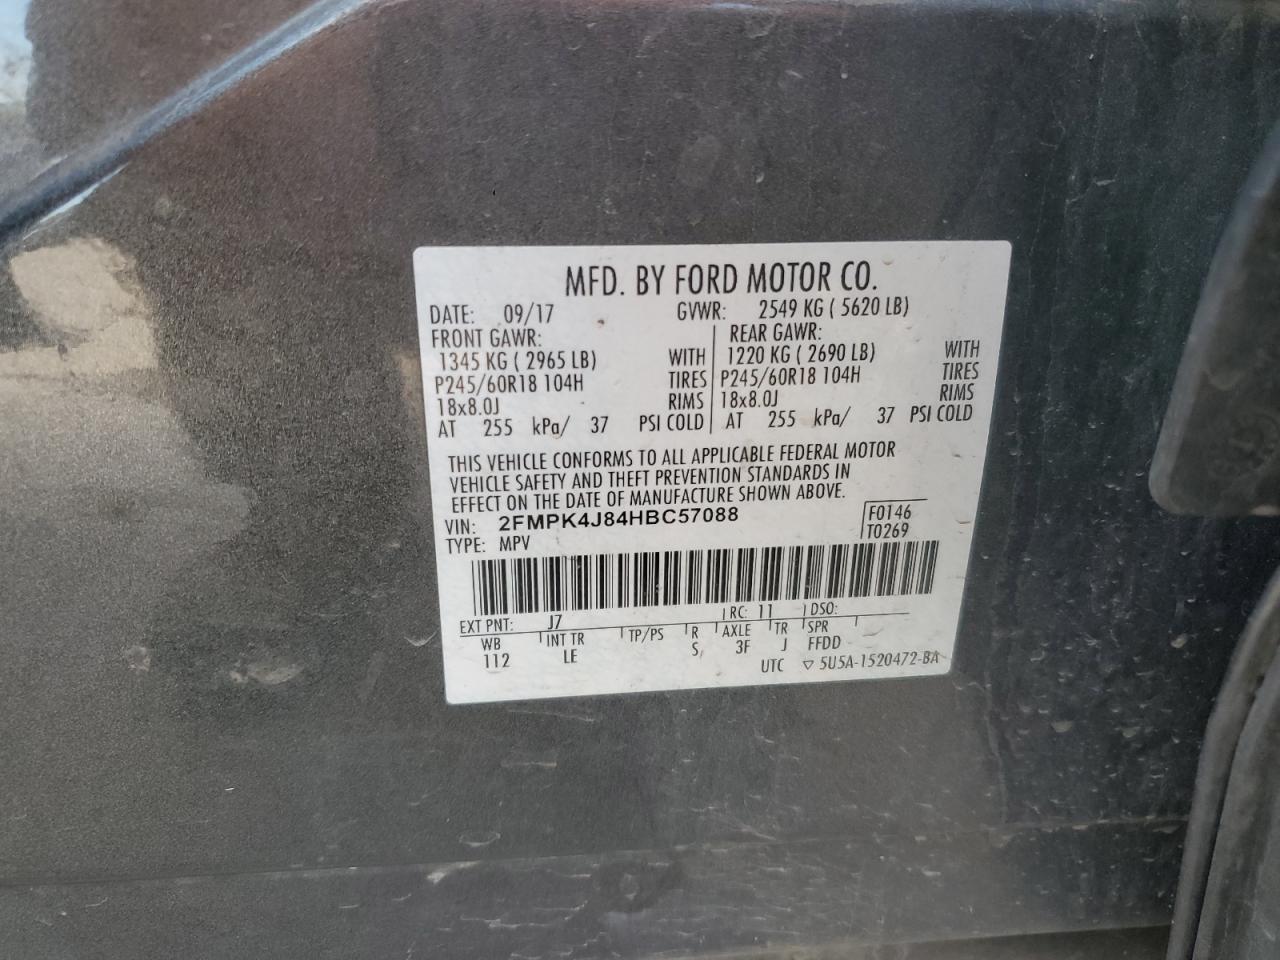 MFD. BY FORD MOTOR CO.
DATE: 09/17 GVWR: 2549 KG ( 5620 LB)
FRONT GAWR: REAR GAWR:
1345 KG ( 2965 LB) WITH 1220 KG ( 2690 LB) WITH
P245/60R18 104H TIRES P245/60R18 104H TIRES
18x8.0J RIMS 18x8.0J RIMS
AT 255 kPa/ 37 PSI COLD AT 255 kPa/ 37 PSI COLD
THIS VEHICLE CONFORMS TO ALL APPLICABLE FEDERAL MOTOR
VEHICLE SAFETY AND THEFT PREVENTION STANDARDS IN
EFFECT ON THE DATE OF MANUFACTURE SHOWN ABOVE.
VIN: 2FMPK4J84HBC57088 F0146
TYPE: MPV T0269
EXT PNT: J7 RC: 11 DSO:
WB INT TR TP/PS R AXLE TR SPR
112 LE S, 3F J FFDD
UTC ▽ 5U5A-1520472-BA